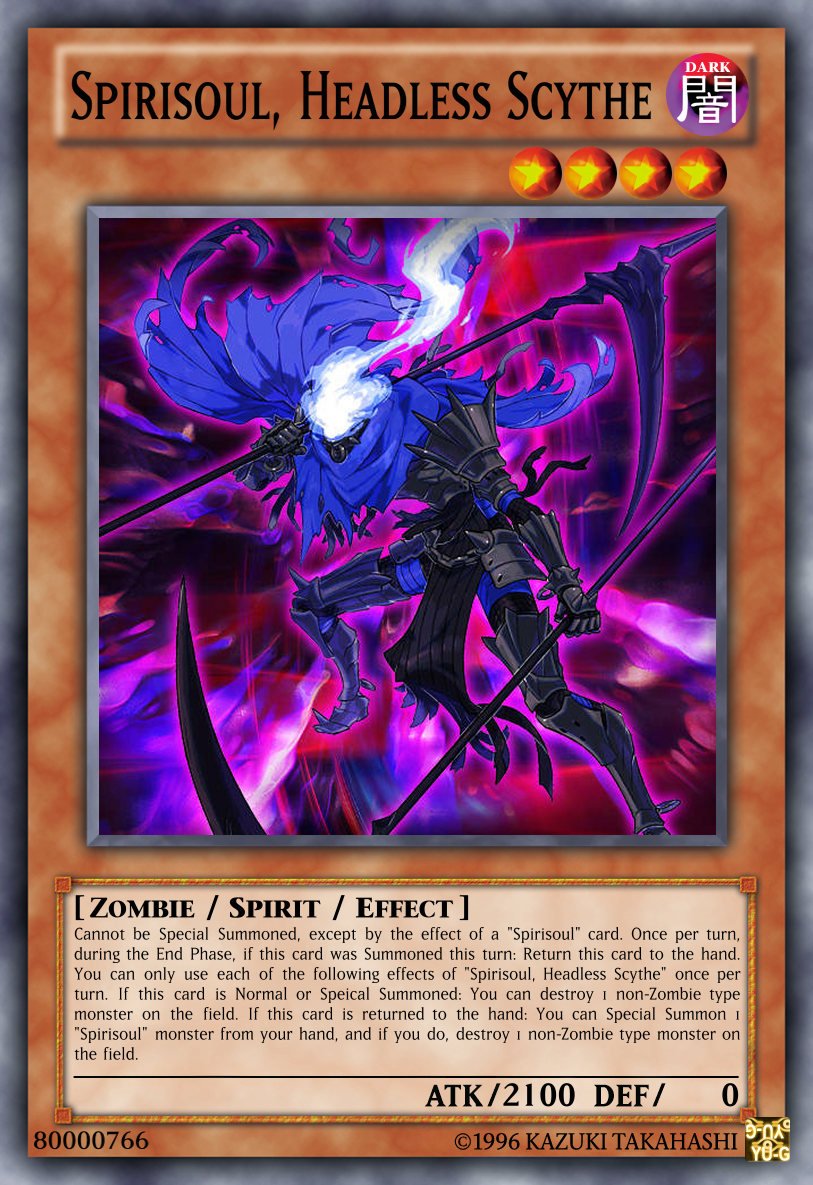 Spirisoul, Headless Scythe
DARK
闇
[ Zombie / Spirit / Effect ]
Cannot be Special Summoned, except by the effect of a "Spirisoul" card. Once per turn,
during the End Phase, if this card was Summoned this turn: Return this card to the hand.
You can only use each of the following effects of "Spirisoul, Headless Scythe" once per
turn. If this card is Normal or Speical Summoned: You can destroy 1 non-Zombie type
monster on the field. If this card is returned to the hand: You can Special Summon 1
"Spirisoul" monster from your hand, and if you do, destroy 1 non-Zombie type monster on
the field.
ATK/2100 DEF/ 0
80000766
©1996 KAZUKI TAKAHASHI